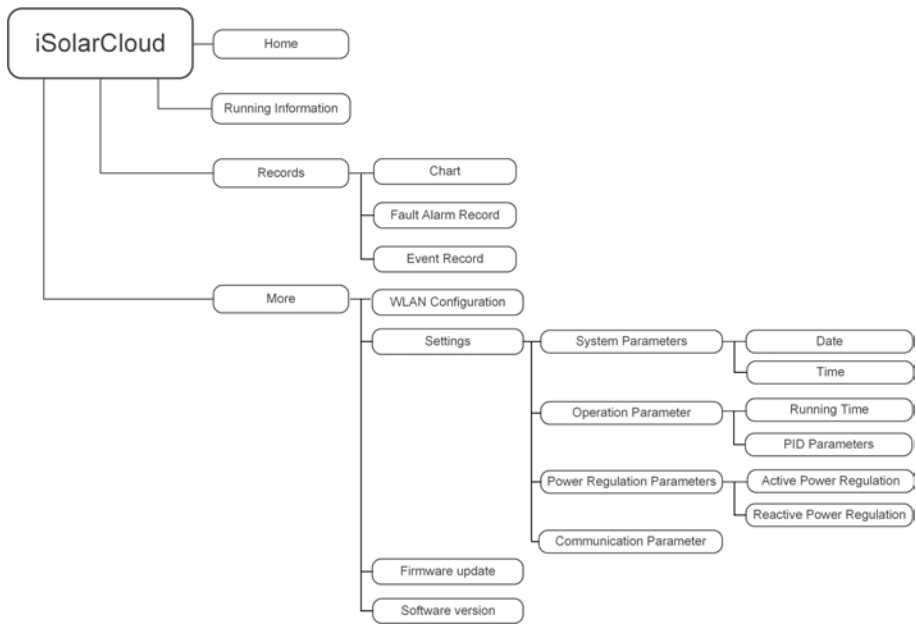 iSolarCloud
Home
Running Information
Records
Chart
Fault Alarm Record
Event Record
More
WLAN Configuration
Settings
System Parameters
Date
Time
Operation Parameter
Running Time
PID Parameters
Power Regulation Parameters
Active Power Regulation
Reactive Power Regulation
Communication Parameter
Firmware update
Software version